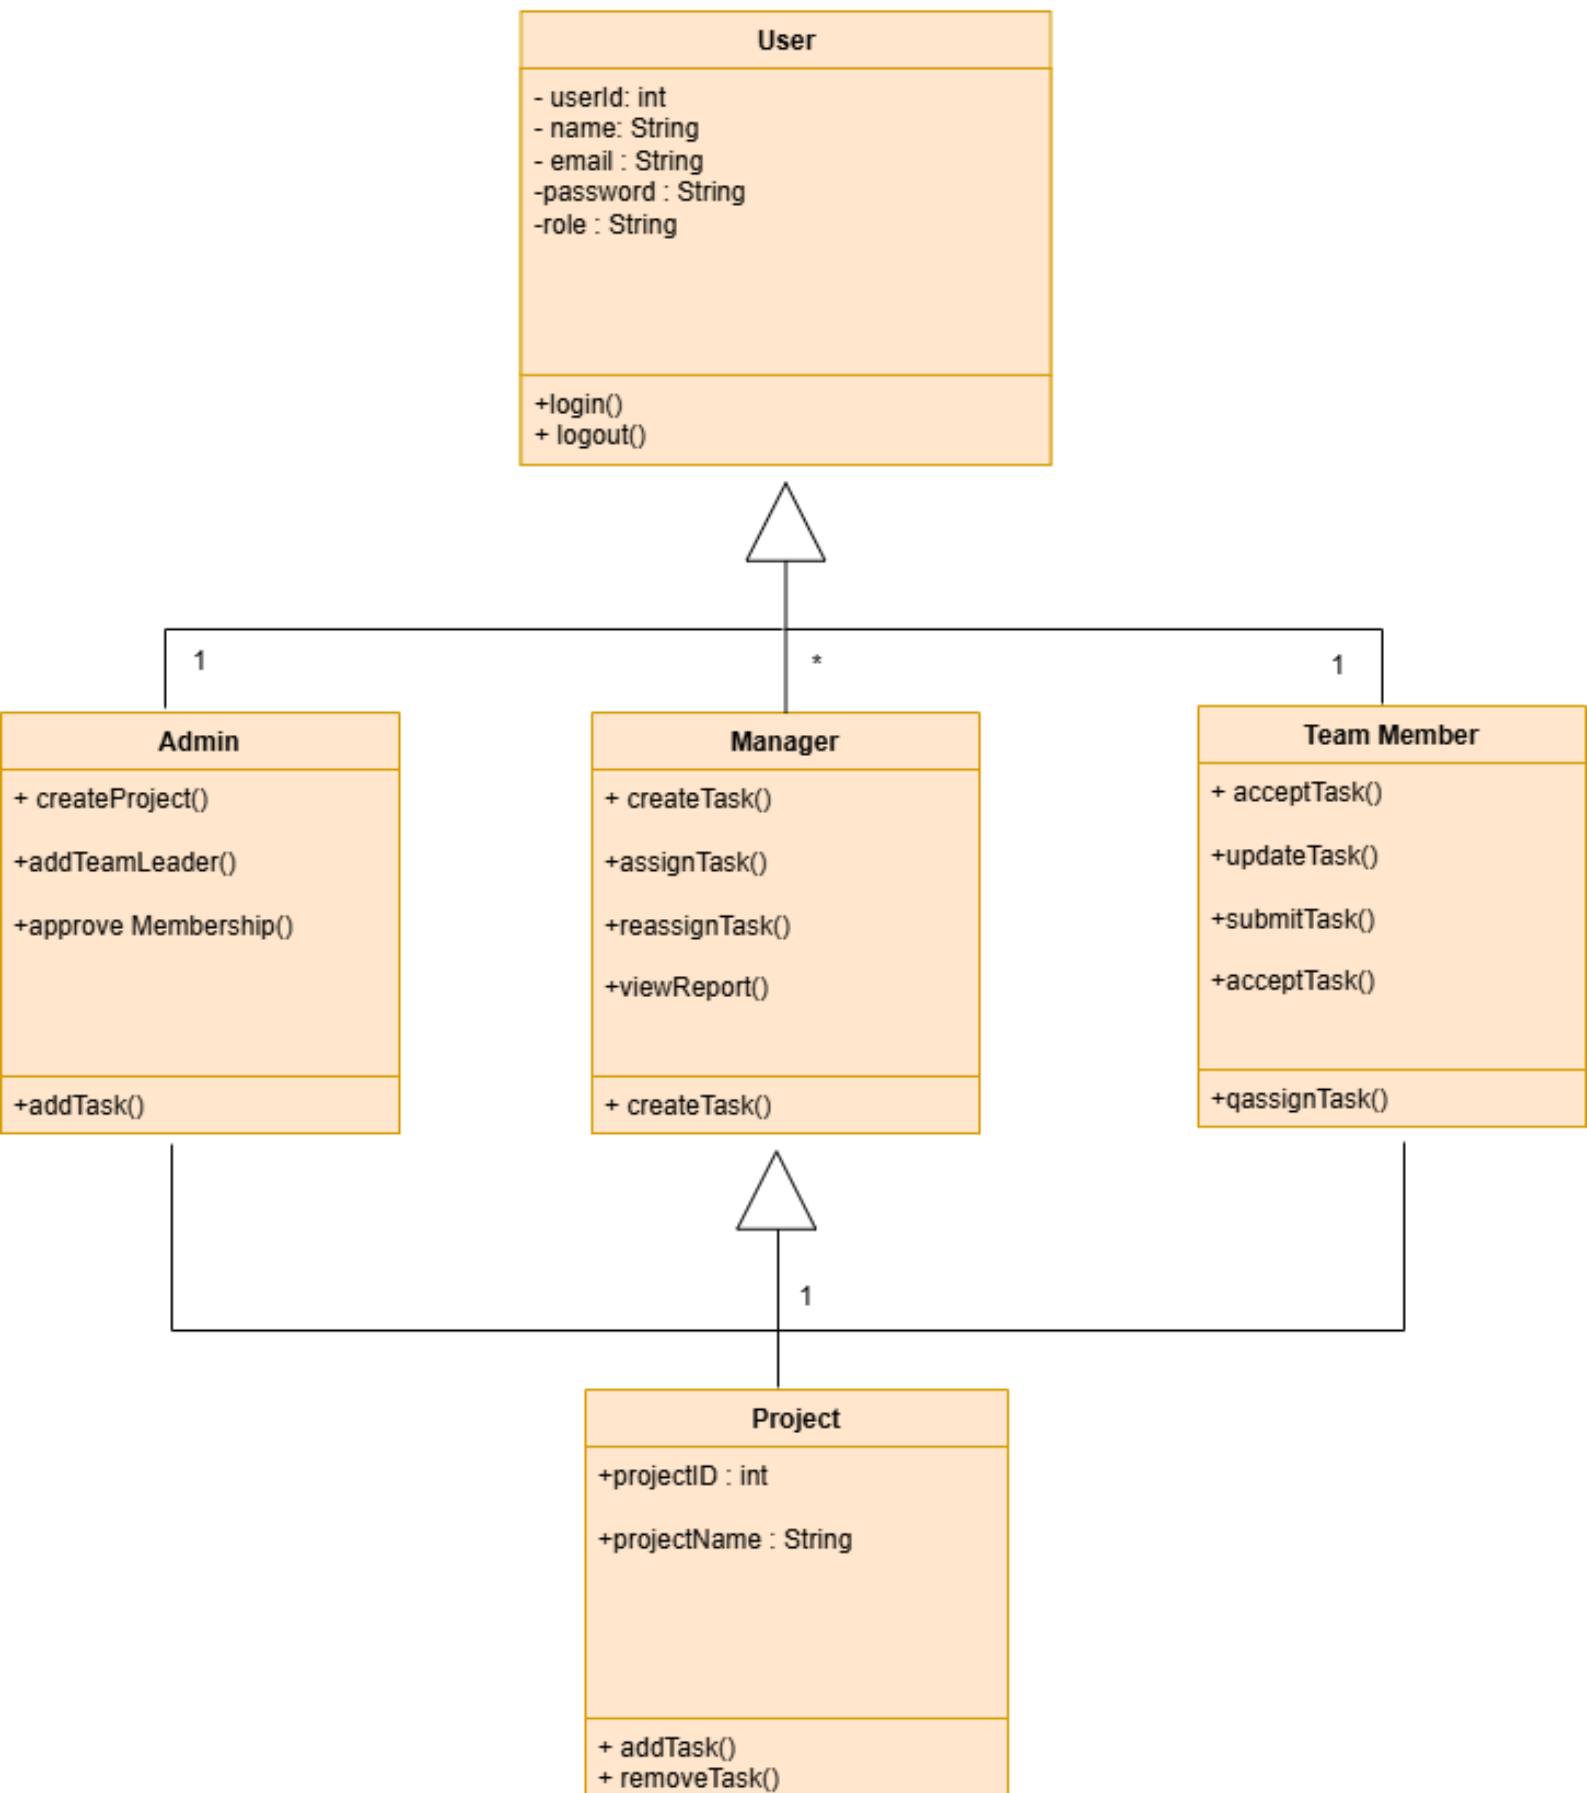 User
- userId: int
- name: String
- email : String
-password : String
-role : String
+login()
+ logout()
1
*
1
Admin
+ createProject()
+addTeamLeader()
+approve Membership()
+addTask()
Manager
+ createTask()
+assignTask()
+reassignTask()
+viewReport()
+ createTask()
Team Member
+ acceptTask()
+updateTask()
+submitTask()
+acceptTask()
+qassignTask()
1
Project
+projectID : int
+projectName : String
+ addTask()
+ removeTask()